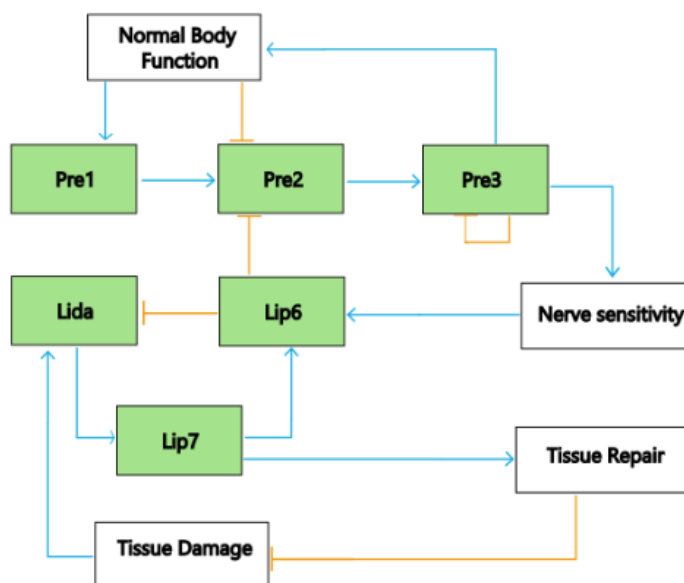 Normal Body
Function
Pre1
Pre2
Pre3
Lida
Lip6
Nerve sensitivity
Lip7
Tissue Repair
Tissue Damage